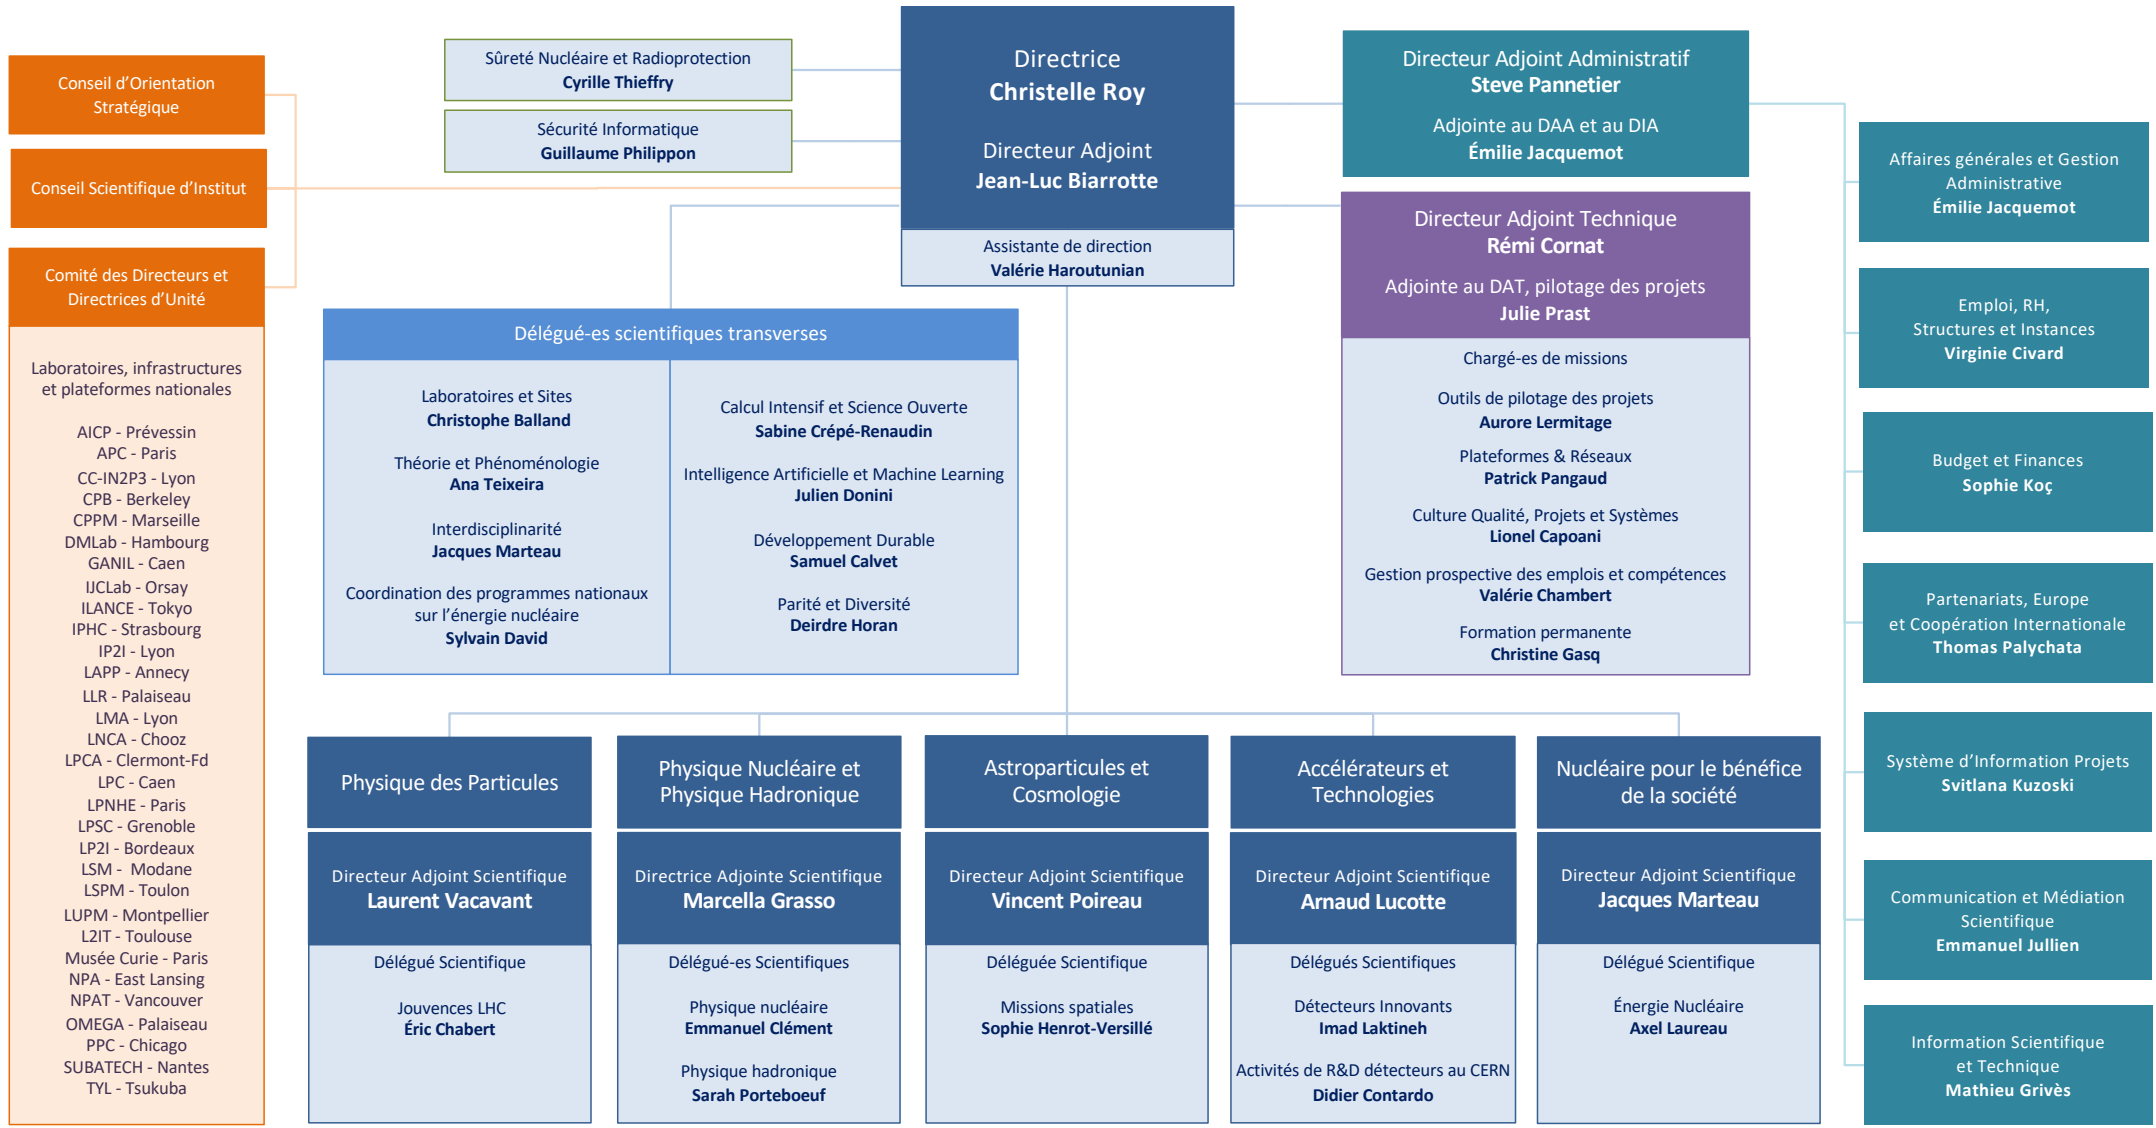 Conseil d’Orientation
Stratégique
Conseil Scientifique d’Institut
Comité des Directeurs et
Directrices d’Unité
Laboratoires, infrastructures
et plateformes nationales
AICP - Prévessin
APC - Paris
CC-IN2P3 - Lyon
CPB - Berkeley
CPPM - Marseille
DMLab - Hambourg
GANIL - Caen
IJCLab - Orsay
ILANCE - Tokyo
IPHC - Strasbourg
IP2I - Lyon
LAPP - Annecy
LLR - Palaiseau
LMA - Lyon
LNCA - Chooz
LPCA - Clermont-Fd
LPC - Caen
LPNHE - Paris
LPSC - Grenoble
LP2I - Bordeaux
LSM - Modane
LSPM - Toulon
LUPM - Montpellier
L2IT - Toulouse
Musée Curie - Paris
NPA - East Lansing
NPAT - Vancouver
OMEGA - Palaiseau
PPC - Chicago
SUBATECH - Nantes
TYL - Tsukuba
Sûreté Nucléaire et Radioprotection
Cyrille Thieffry
Sécurité Informatique
Guillaume Philippon
Directrice
Christelle Roy
Directeur Adjoint
Jean-Luc Biarrotte
Assistante de direction
Valérie Haroutunian
Directeur Adjoint Administratif
Steve Pannetier
Adjointe au DAA et au DIA
Émilie Jacquemot
Directeur Adjoint Technique
Rémi Cornat
Adjointe au DAT, pilotage des projets
Julie Prast
Chargé-es de missions
Outils de pilotage des projets
Aurore Lermitage
Plateformes & Réseaux
Patrick Pangaud
Culture Qualité, Projets et Systèmes
Lionel Capoani
Gestion prospective des emplois et compétences
Valérie Chambert
Formation permanente
Christine Gasq
Délégué-es scientifiques transverses
Laboratoires et Sites
Christophe Balland
Théorie et Phénoménologie
Ana Teixeira
Interdisciplinarité
Jacques Marteau
Coordination des programmes nationaux
sur l’énergie nucléaire
Sylvain David
Calcul Intensif et Science Ouverte
Sabine Crépé-Renaudin
Intelligence Artificielle et Machine Learning
Julien Donini
Développement Durable
Samuel Calvet
Parité et Diversité
Deirdre Horan
Affaires générales et Gestion
Administrative
Émilie Jacquemot
Emploi, RH,
Structures et Instances
Virginie Civard
Budget et Finances
Sophie Koç
Partenariats, Europe
et Coopération Internationale
Thomas Palychata
Système d’Information Projets
Svitlana Kuzoski
Communication et Médiation
Scientifique
Emmanuel Jullien
Information Scientifique
et Technique
Mathieu Grivès
Physique des Particules
Directeur Adjoint Scientifique
Laurent Vacavant
Délégué Scientifique
Jouvences LHC
Éric Chabert
Physique Nucléaire et
Physique Hadronique
Directrice Adjointe Scientifique
Marcella Grasso
Délégué-es Scientifiques
Physique nucléaire
Emmanuel Clément
Physique hadronique
Sarah Porteboeuf
Astroparticules et
Cosmologie
Directeur Adjoint Scientifique
Vincent Poireau
Déléguée Scientifique
Missions spatiales
Sophie Henrot-Versillé
Accélérateurs et
Technologies
Directeur Adjoint Scientifique
Arnaud Lucotte
Délégués Scientifiques
Détecteurs Innovants
Imad Laktineh
Activités de R&D détecteurs au CERN
Didier Contardo
Nucléaire pour le bénéfice
de la société
Directeur Adjoint Scientifique
Jacques Marteau
Délégué Scientifique
Énergie Nucléaire
Axel Laureau